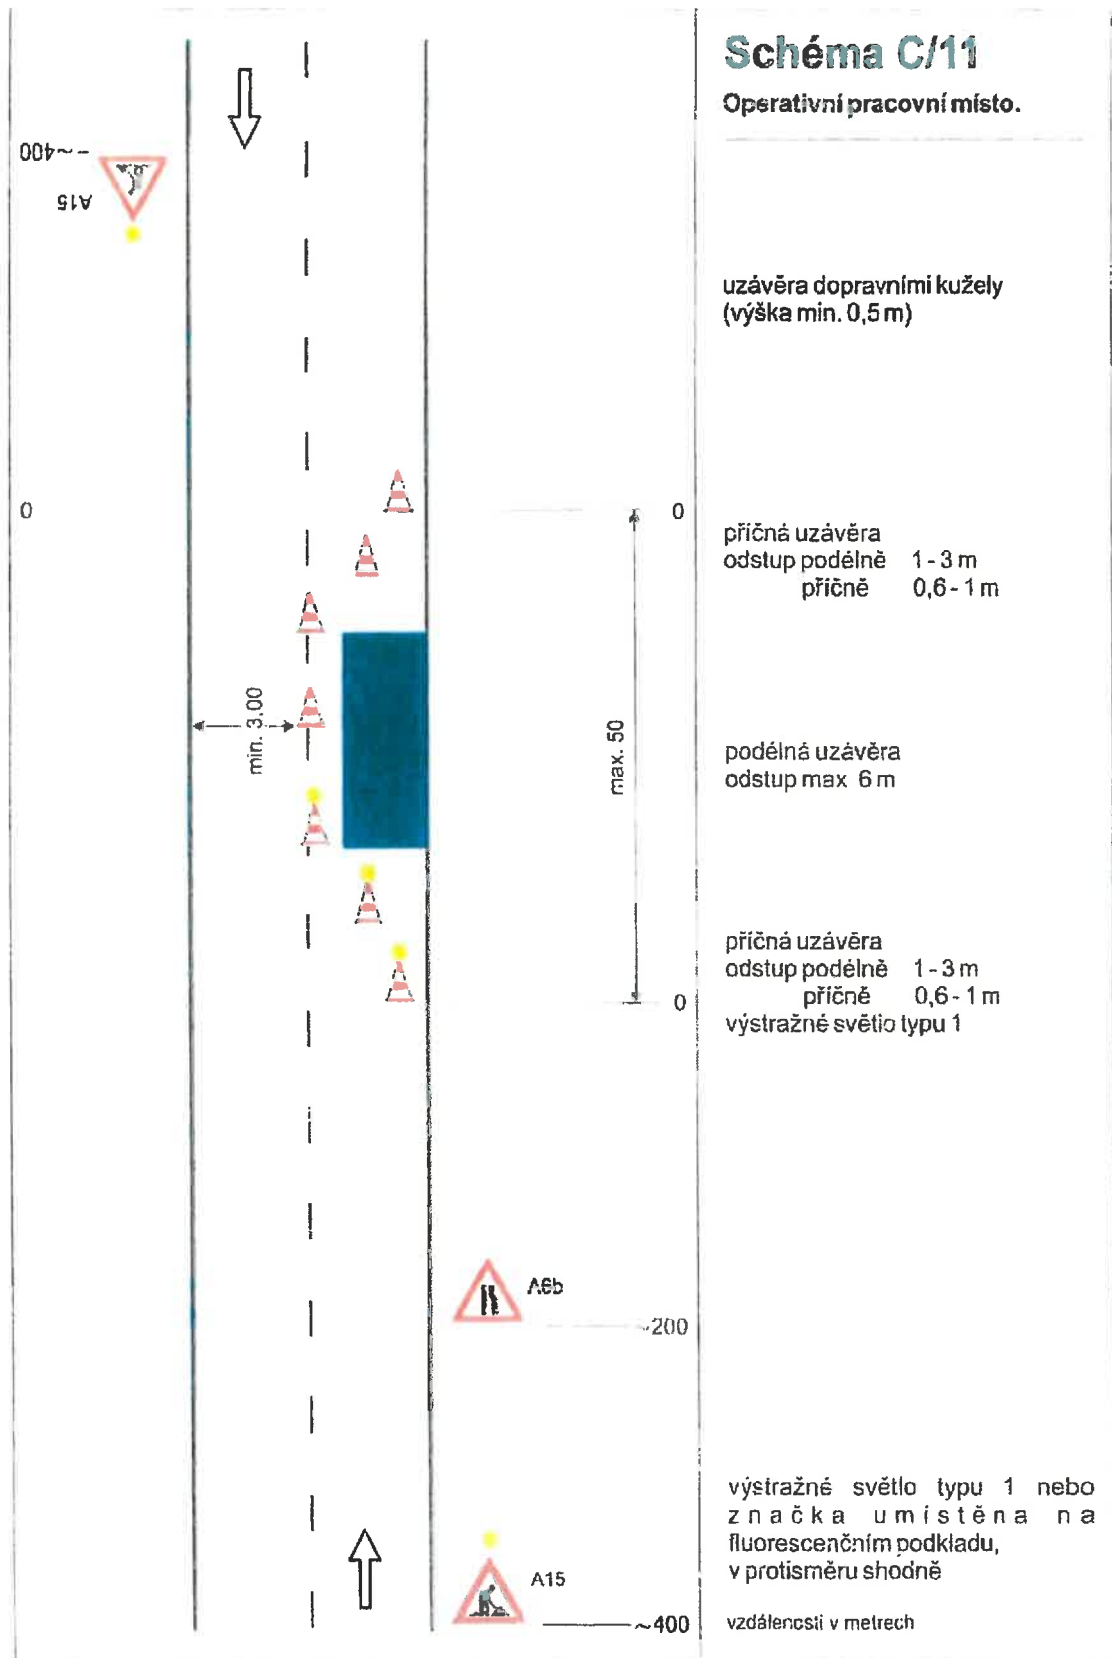 Schéma C/11
Operativní pracovní místo.
~400
A15
uzávěra dopravními kužely
(výška min. 0,5 m)
0
0
příčná uzávěra
odstup podélně 1-3 m
příčně 0,6-1 m
min. 3.00
max. 50
podélná uzávěra
odstup max 6 m
příčná uzávěra
odstup podélně 1-3 m
příčně 0,6-1 m
0
výstražné světlo typu 1
A6b
~200
výstražné světlo typu 1 nebo
značka umístěna na
fluorescenčním podkladu,
v protisměru shodně
A15
~400
vzdálenosti v metrech